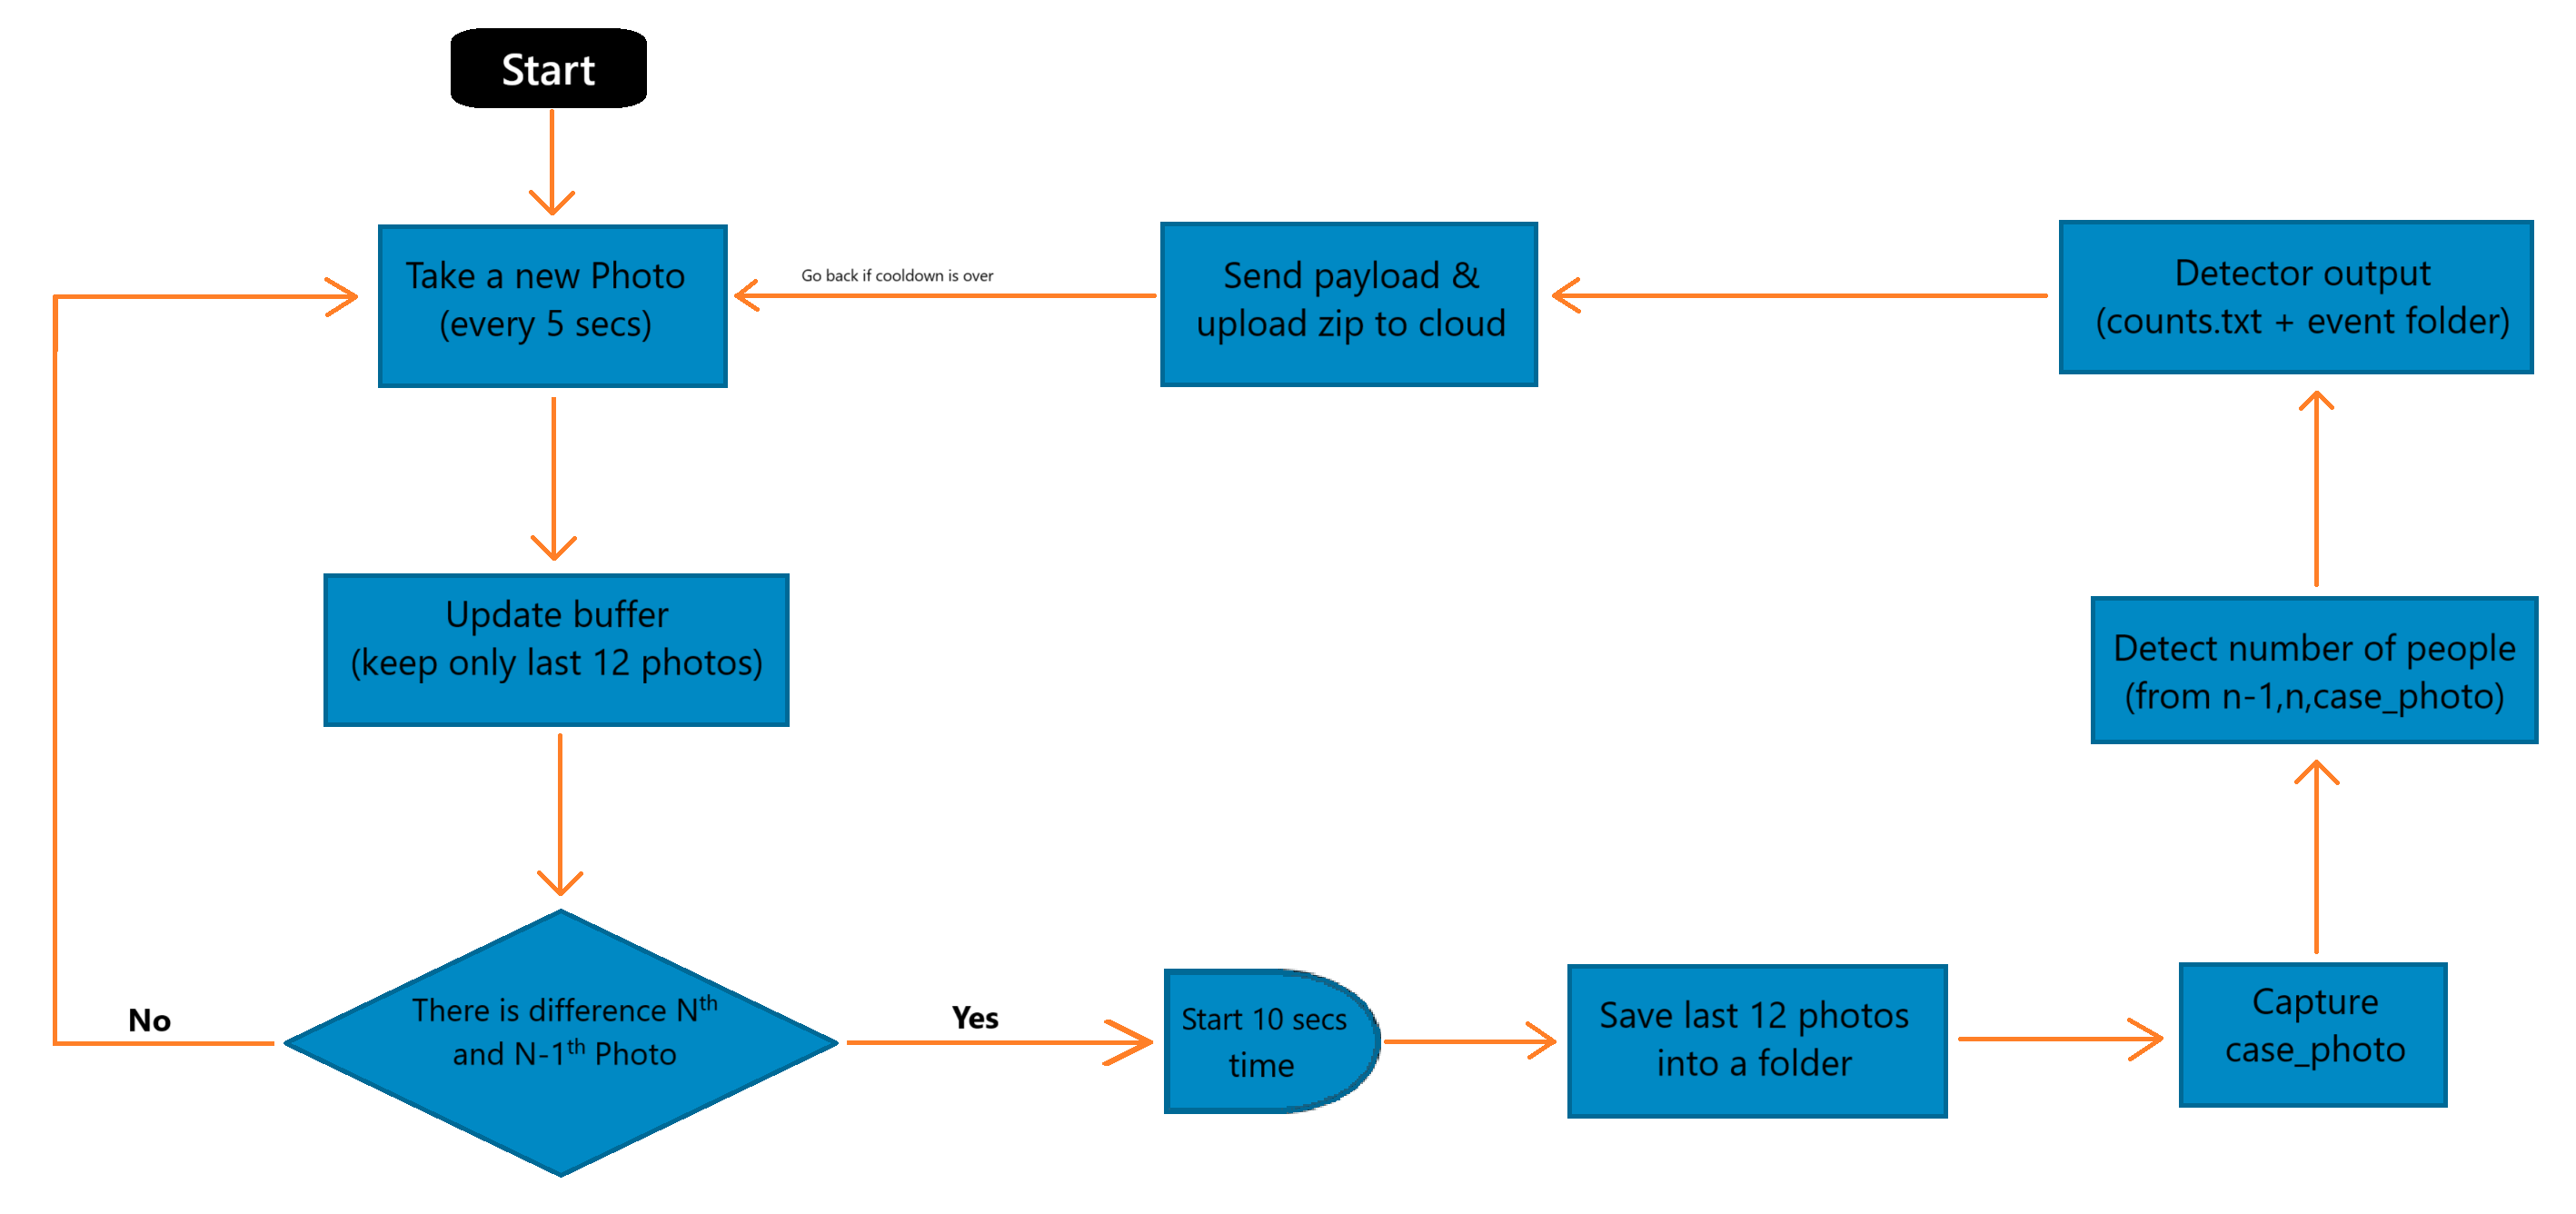 Start
Take a new Photo
(every 5 secs)
Go back if cooldown is over
Send payload &
upload zip to cloud
Detector output
(counts.txt + event folder)
Update buffer
(keep only last 12 photos)
Detect number of people
(from n-1,n,case_photo)
There is difference Nth
and N-1th Photo
No
Yes
Start 10 secs
time
Save last 12 photos
into a folder
Capture
case_photo